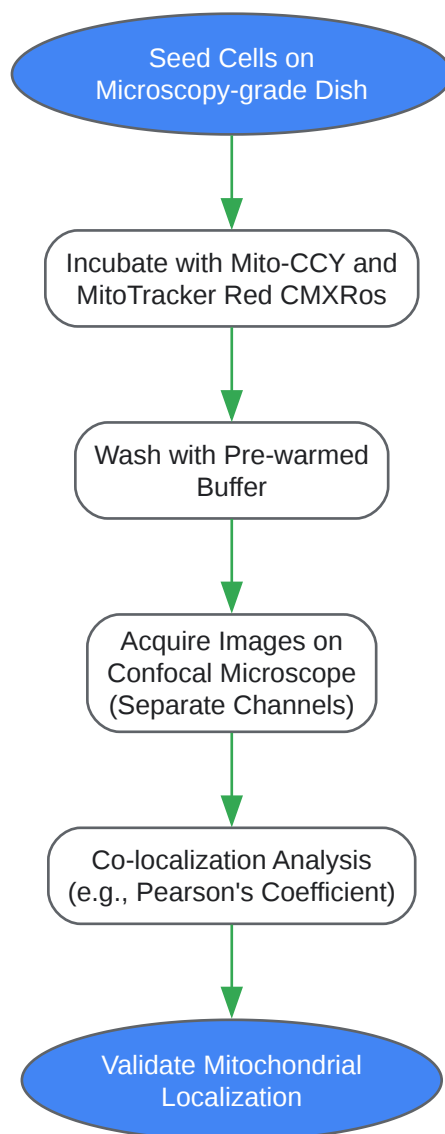 Seed Cells on
Microscopy-grade Dish
Incubate with Mito-CCY and
MitoTracker Red CMXRos
Wash with Pre-warmed
Buffer
Acquire Images on
Confocal Microscope
(Separate Channels)
Co-localization Analysis
(e.g., Pearson's Coefficient)
Validate Mitochondrial
Localization